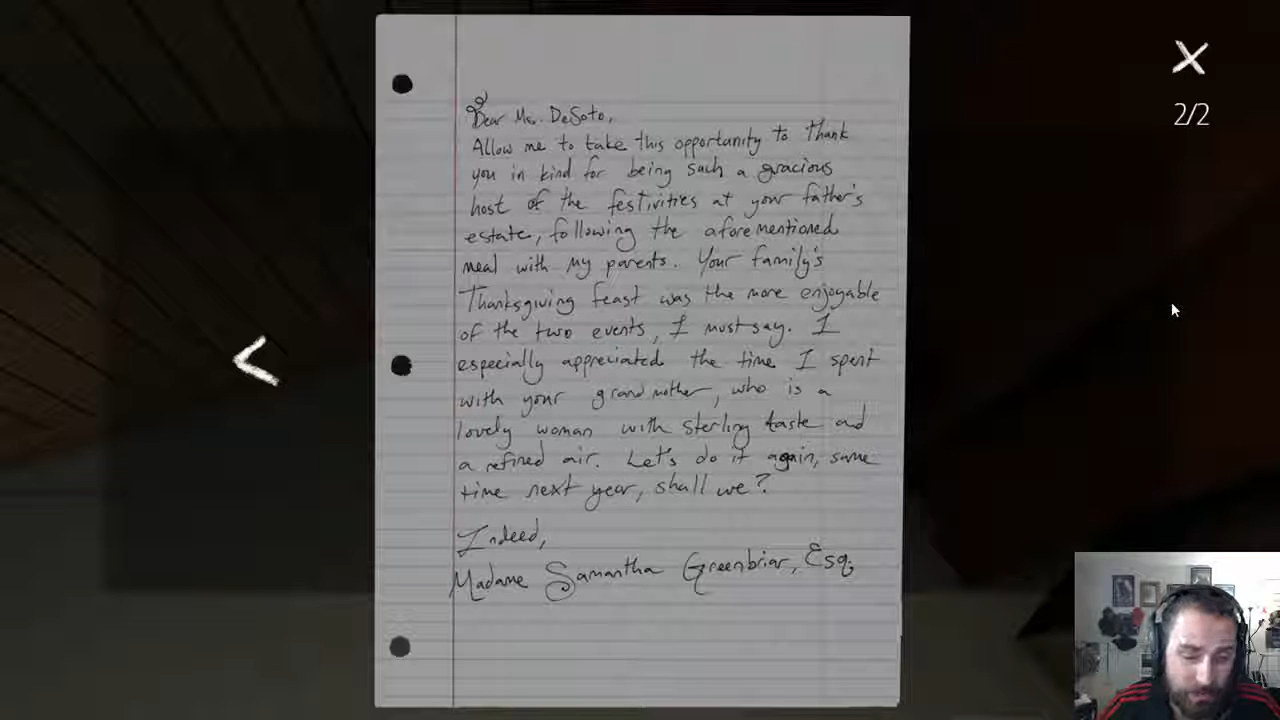 2/2
Dear Ms. DeSoto,
Allow me to take this opportunity to thank
you in kind for being such a gracious
host of the festivities at your father's
estate, following the aforementioned
meal with my parents. Your family's
Thanksgiving feast was the more enjoyable
of the two events, I must say. I
especially appreciated the time I spent
with your grandmother, who is a
lovely woman with sterling taste and
a refined air. Let's do it again, same
time next year, shall we?
Indeed,
Madame Samantha Greenbriar, Esq.